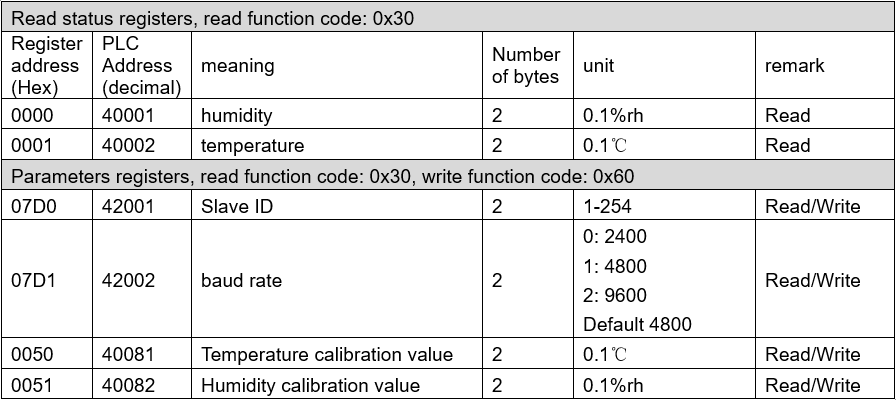 Read status registers, read function code: 0x30
Register address (Hex) PLC Address (decimal) meaning Number of bytes unit remark
0000 40001 humidity 2 0.1%rh Read
0001 40002 temperature 2 0.1℃ Read
Parameters registers, read function code: 0x30, write function code: 0x60
07D0 42001 Slave ID 2 1-254 Read/Write
07D1 42002 baud rate 2 0: 2400
1: 4800
2: 9600
Default 4800 Read/Write
0050 40081 Temperature calibration value 2 0.1℃ Read/Write
0051 40082 Humidity calibration value 2 0.1%rh Read/Write